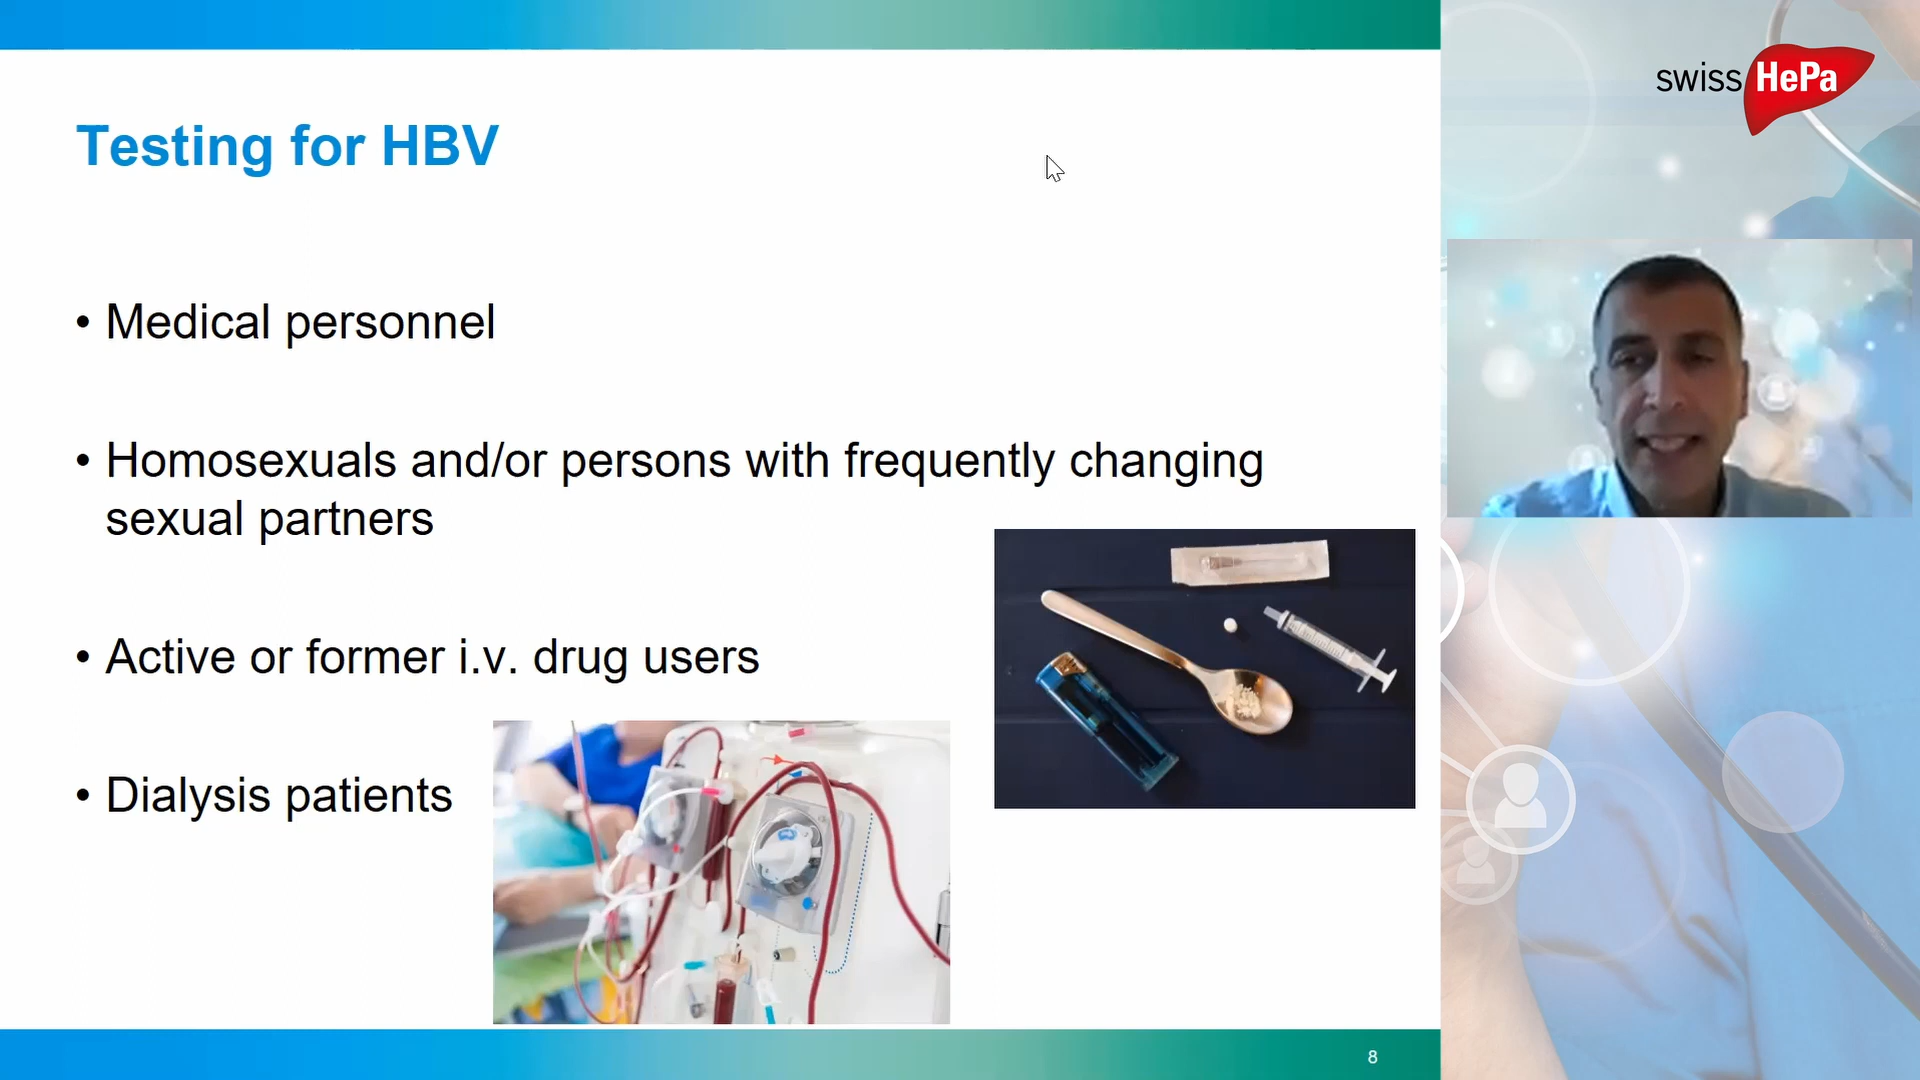 Testing for HBV
• Medical personnel
• Homosexuals and/or persons with frequently changing
sexual partners
• Active or former i.v. drug users
• Dialysis patients
8
swiss HePa